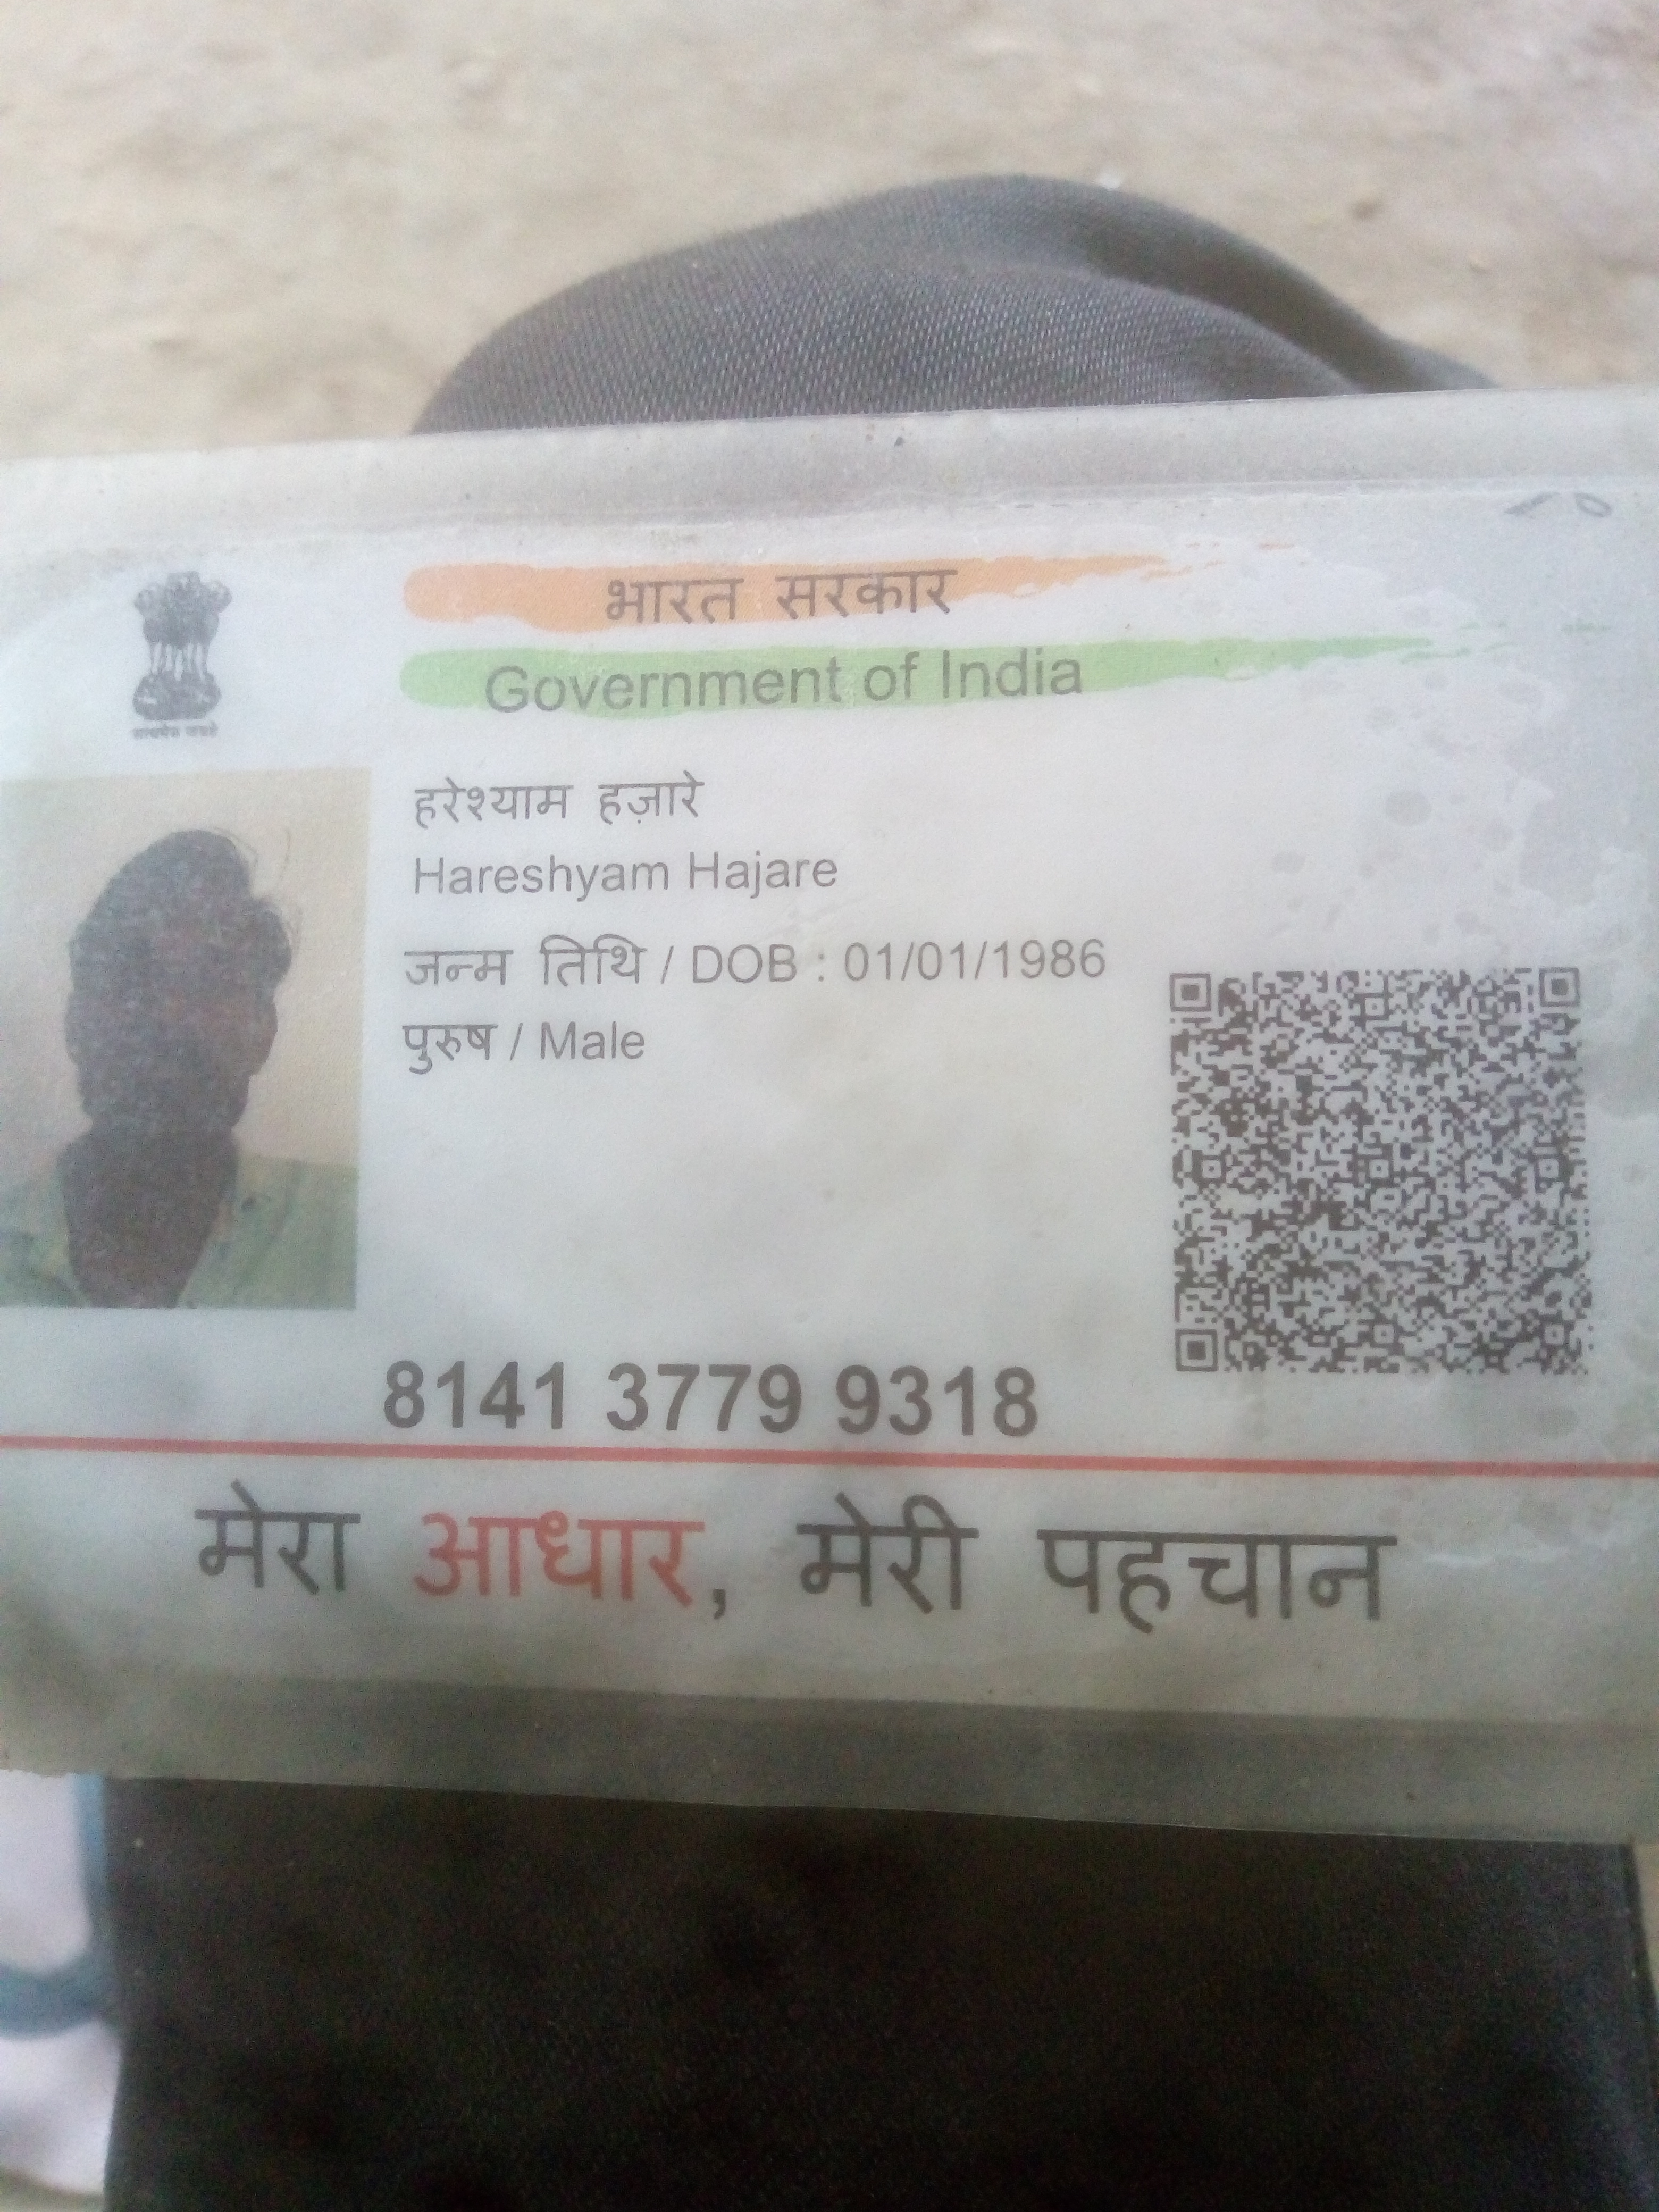 भारत सरकार
Government of India
हरेश्याम हज़ारे
Hareshyam Hajare
जन्म तिथि / DOB : 01/01/1986
पुरुष / Male
8141 3779 9318
मेरा आधार, मेरी पहचान